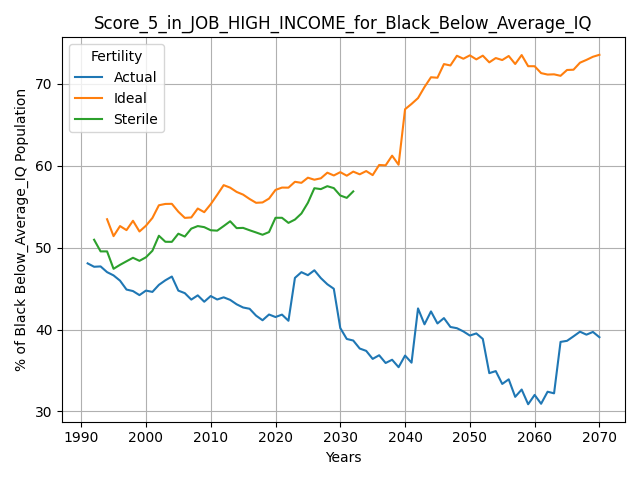 Score_5_in_JOB_HIGH_INCOME_for_Black_Below_Average_IQ
Fertility
Actual
Ideal
Sterile
% of Black Below_Average_IQ Population
70
60
50
40
30
1990 2000 2010 2020 2030 2040 2050 2060 2070
Years